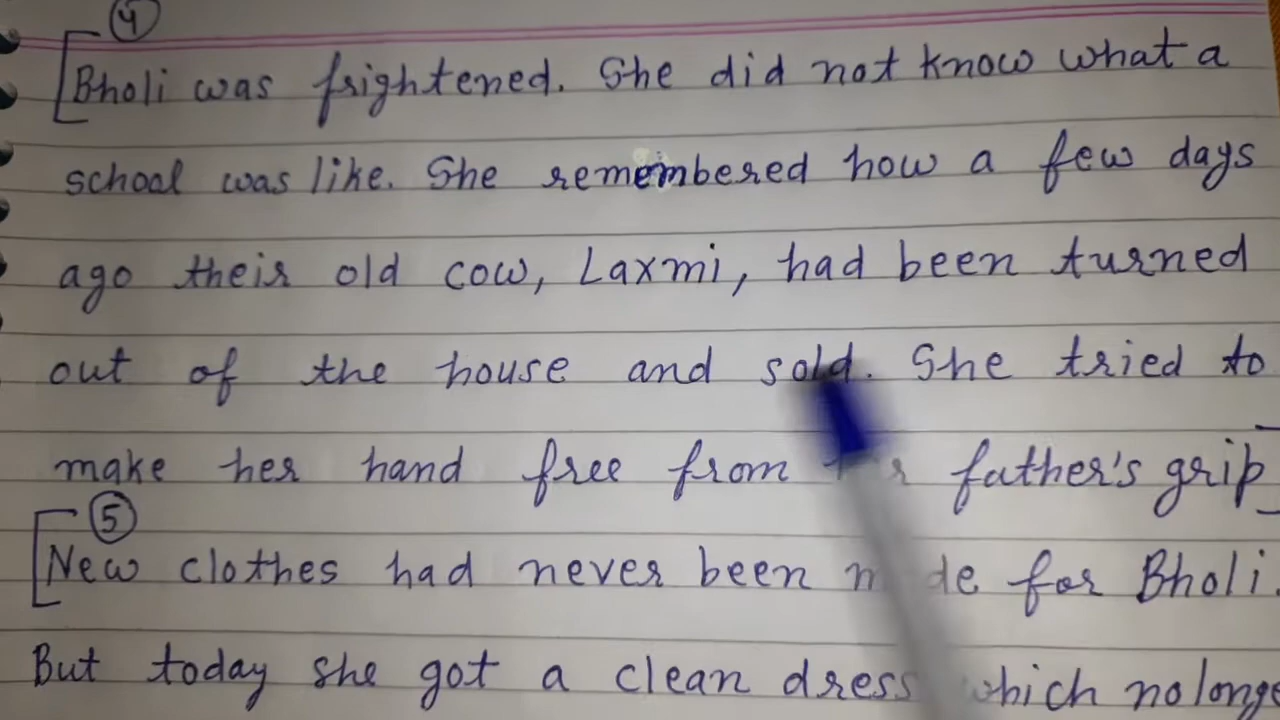 4
Bholi was frightened. She did not know what a
school was like. She remembered how a few days
ago their old cow, Laxmi, had been turned
out of the house and sold. She tried to
make her hand free from father's grip
5
New clothes had never been for Bholi.
But today she got a clean dress which no